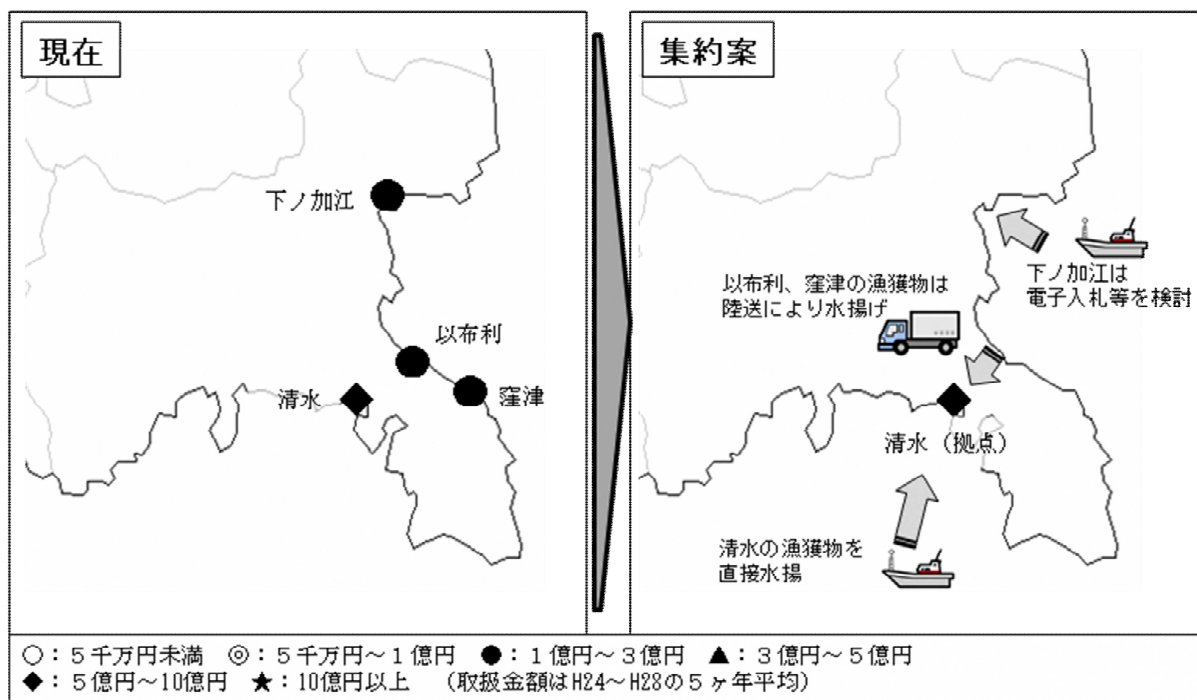 現在
下ノ加江
以布利
窪津
清水
集約案
下ノ加江は
電子入札等を検討
以布利、窪津の漁獲物は
陸送により水揚げ
清水（拠点）
清水の漁獲物を
直接水揚
○：５千万円未満　◎：５千万円～１億円　●：１億円～３億円　▲：３億円～５億円
◆：５億円～10億円　★：10億円以上　（取扱金額はH24～H28の５ヶ年平均）